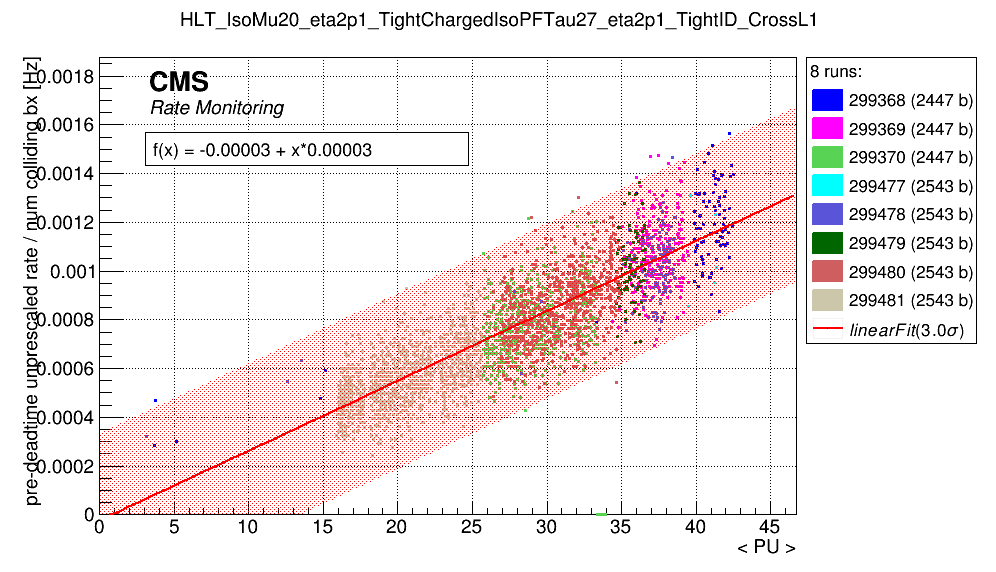 HLT_IsoMu20_eta2p1_TightChargedIsoPFTau27_eta2p1_TightID_CrossL1
pre-deadtime unprescaled rate / num colliding bx [Hz]
CMS
Rate Monitoring
f(x) = -0.00003 + x*0.00003
0.0018
0.0016
0.0014
0.0012
0.001
0.0008
0.0006
0.0004
0.0002
0
0 5 10 15 20 25 30 35 40 45
< PU >
8 runs:
299368 (2447 b)
299369 (2447 b)
299370 (2447 b)
299477 (2543 b)
299478 (2543 b)
299479 (2543 b)
299480 (2543 b)
299481 (2543 b)
linearFit(3.0σ)